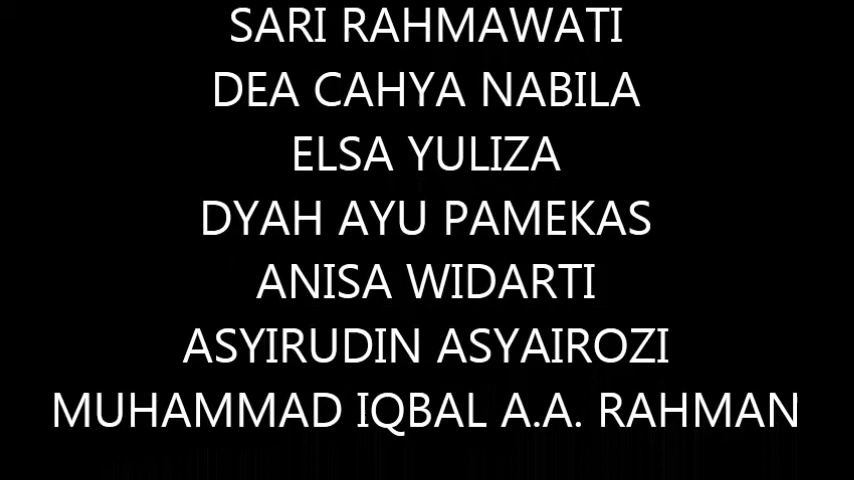 SARI RAHMAWATI
DEA CAHYA NABILA
ELSA YULIZA
DYAH AYU PAMEKAS
ANISA WIDARTI
ASYIRUDIN ASYAIROZI
MUHAMMAD IQBAL A.A. RAHMAN